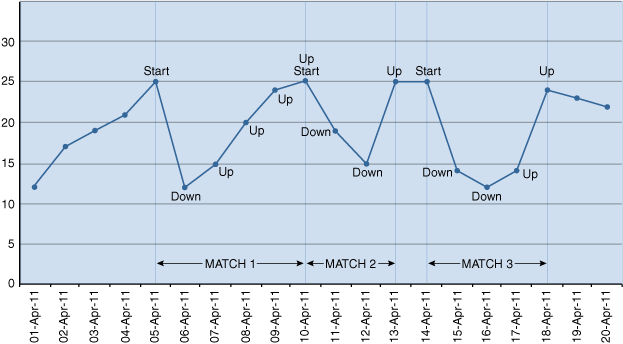 30
25
20
15
10
5
0
Start
Down
Up
Up
Up
Up
Start
Down
Down
Up
Start
Down
Down
Up
Up
MATCH 1
MATCH 2
MATCH 3
01-Apr-11
02-Apr-11
03-Apr-11
04-Apr-11
05-Apr-11
06-Apr-11
07-Apr-11
08-Apr-11
09-Apr-11
10-Apr-11
11-Apr-11
12-Apr-11
13-Apr-11
14-Apr-11
15-Apr-11
16-Apr-11
17-Apr-11
18-Apr-11
19-Apr-11
20-Apr-11